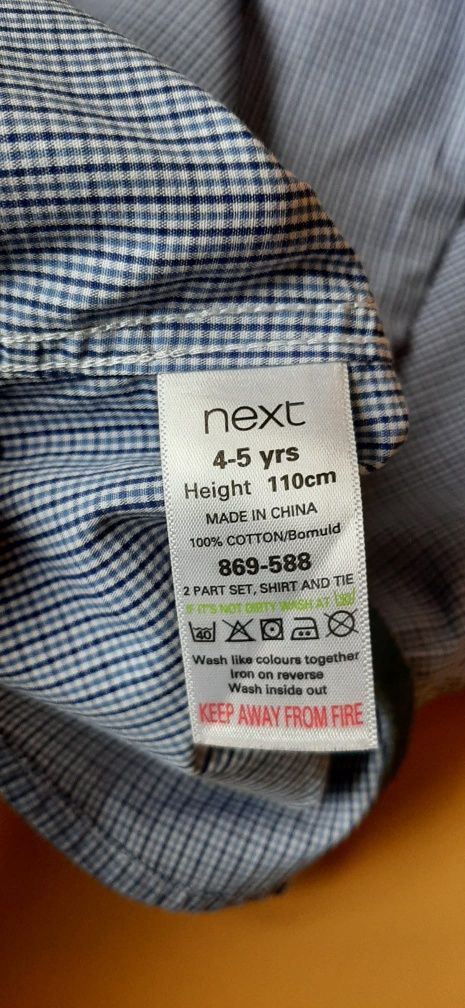 next
4-5 yrs
Height 110cm
MADE IN CHINA
100% COTTON/Bomuld
869-588
2 PART SET, SHIRT AND TIE
IF IT'S NOT DIRTY WASH AT 30
40
Wash like colours together
Iron on reverse
Wash inside out
KEEP AWAY FROM FIRE